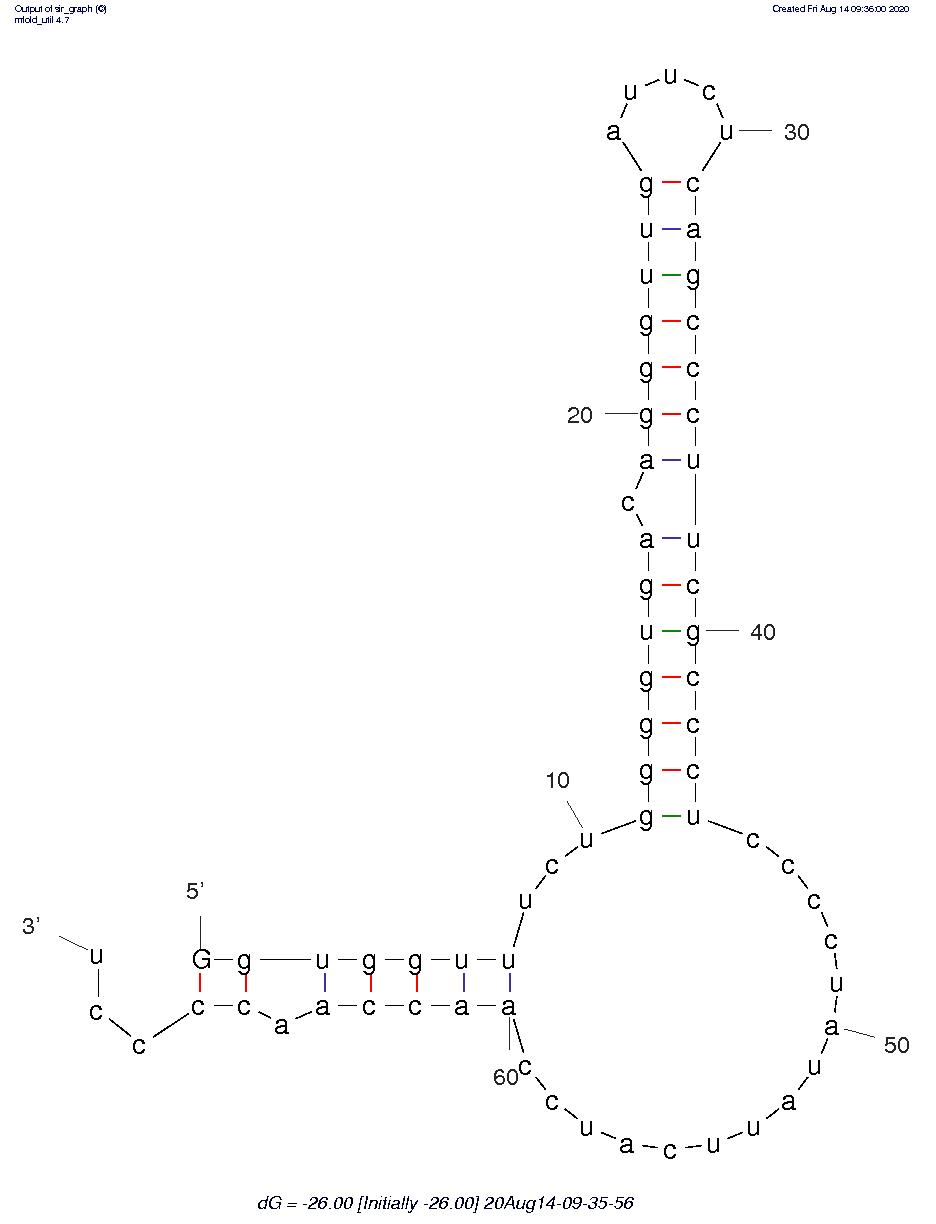 Output of sir_graph (©)
mfold_util 4.7
Created Fri Aug 14 09:36:00 2020
u
u c
a u 30
g c
u a
u g
g c
g c
20 g c
a u
c
a u
g c
u g 40
g c
g c
g c
10 g u
u c
c c
5' u c
3' c
u G g u g g u u u
c c c a a c c a a a 50
c
60 c u
c a
u u
a c u
dG = -26.00 [Initially -26.00] 20Aug14-09-35-56